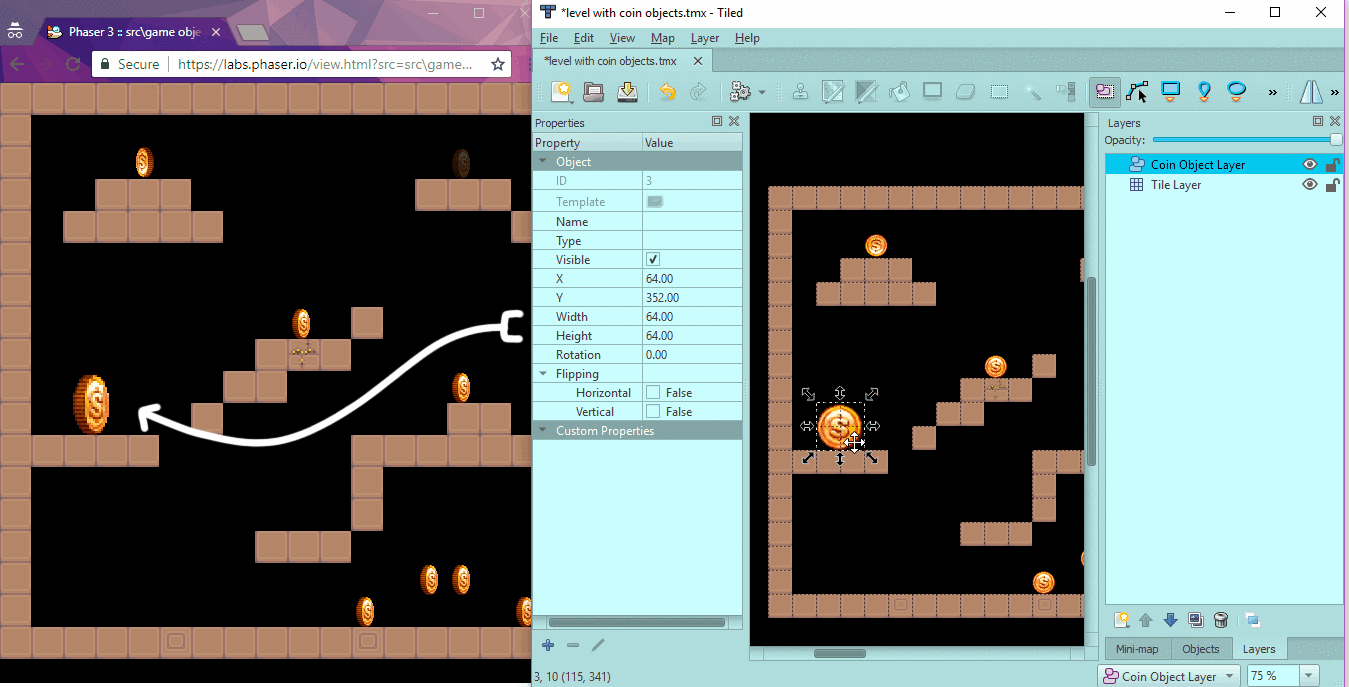 Phaser 3 :: src\game obje
Secure
https://labs.phaser.io/view.html?src=src\game...
*level with coin objects.tmx - Tiled
File Edit View Map Layer Help
*level with coin objects.tmx
Properties
Property Value
Object
ID 3
Template
Name
Type
Visible
X 64.00
Y 352.00
Width 64.00
Height 64.00
Rotation 0.00
Flipping
Horizontal False
Vertical False
Custom Properties
3, 10 (115, 341)
Layers
Opacity:
Coin Object Layer
Tile Layer
Mini-map Objects Layers
Coin Object Layer 75 %